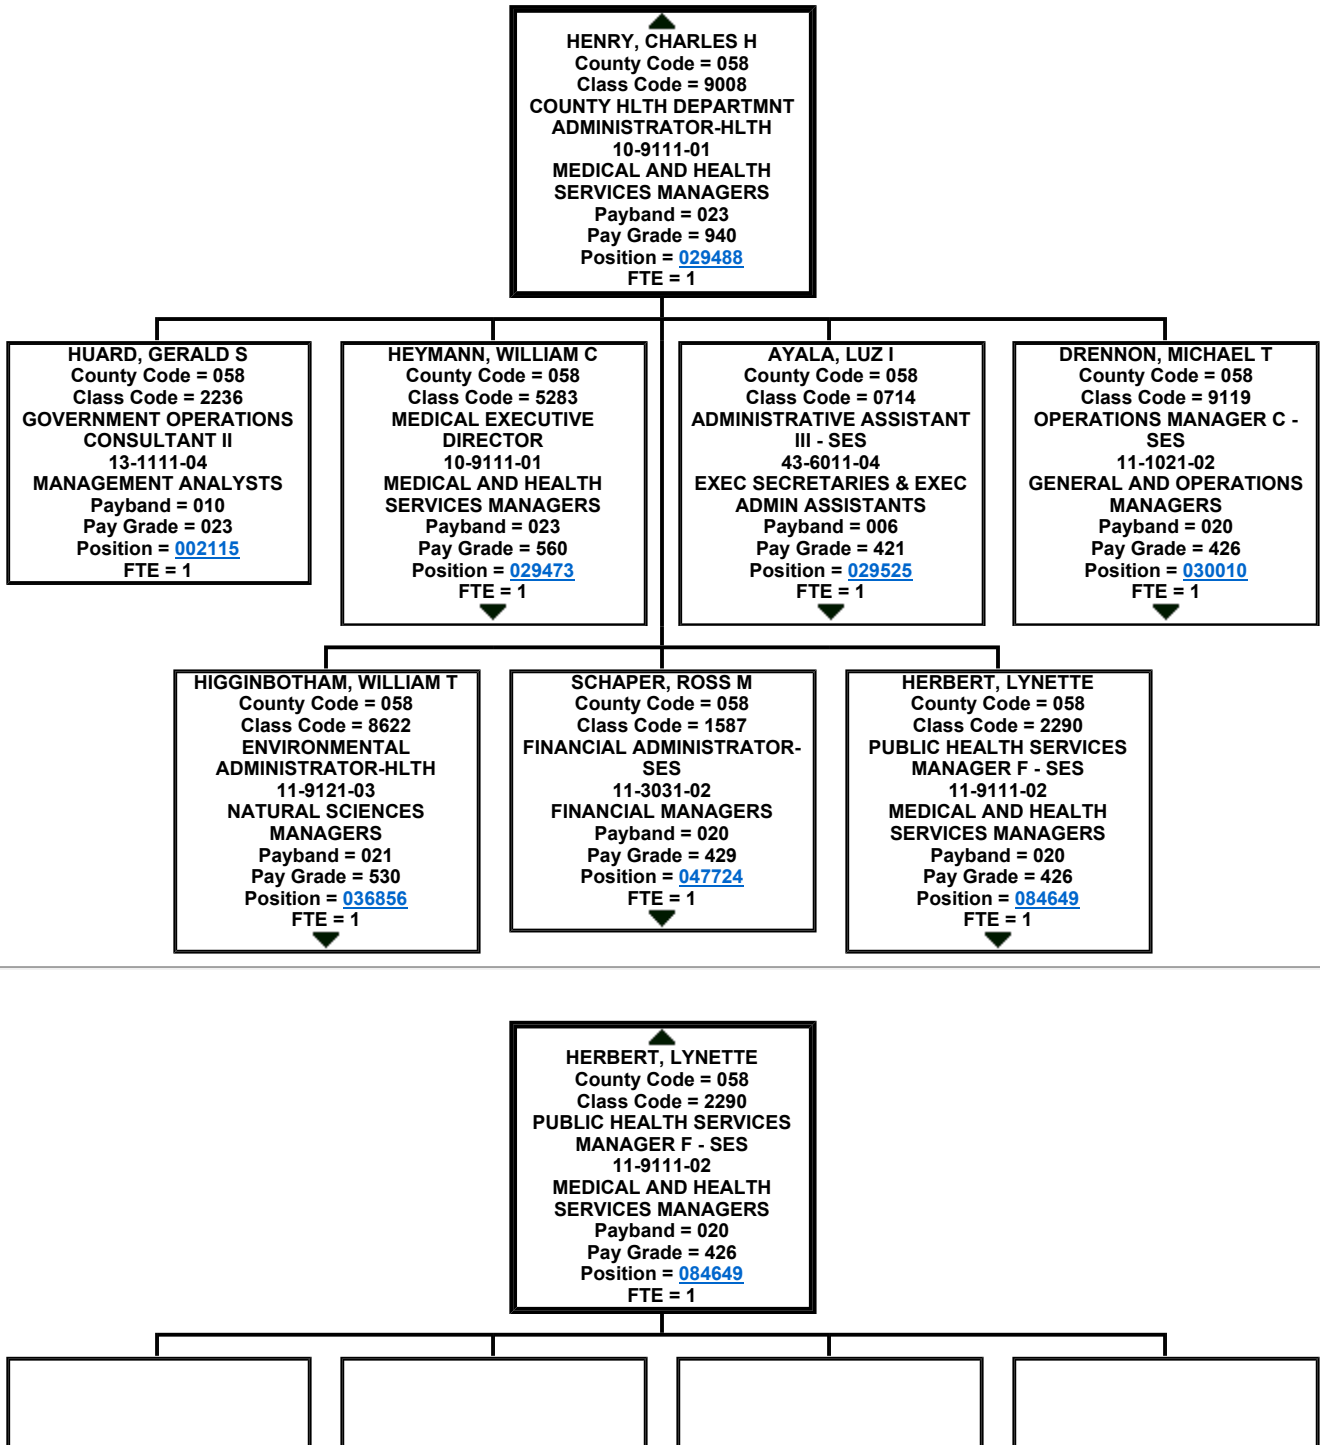 HENRY, CHARLES H
County Code = 058
Class Code = 9008
COUNTY HLTH DEPARTMNT
ADMINISTRATOR-HLTH
10-9111-01
MEDICAL AND HEALTH
SERVICES MANAGERS
Payband = 023
Pay Grade = 940
Position = 029488
FTE = 1
HUARD, GERALD S
County Code = 058
Class Code = 2236
GOVERNMENT OPERATIONS
CONSULTANT II
13-1111-04
MANAGEMENT ANALYSTS
Payband = 010
Pay Grade = 023
Position = 002115
FTE = 1
HEYMANN, WILLIAM C
County Code = 058
Class Code = 5283
MEDICAL EXECUTIVE
DIRECTOR
10-9111-01
MEDICAL AND HEALTH
SERVICES MANAGERS
Payband = 023
Pay Grade = 560
Position = 029473
FTE = 1
AYALA, LUZ I
County Code = 058
Class Code = 0714
ADMINISTRATIVE ASSISTANT
III - SES
43-6011-04
EXEC SECRETARIES & EXEC
ADMIN ASSISTANTS
Payband = 006
Pay Grade = 421
Position = 029525
FTE = 1
DRENNON, MICHAEL T
County Code = 058
Class Code = 9119
OPERATIONS MANAGER C -
SES
11-1021-02
GENERAL AND OPERATIONS
MANAGERS
Payband = 020
Pay Grade = 426
Position = 030010
FTE = 1
HIGGINBOTHAM, WILLIAM T
County Code = 058
Class Code = 8622
ENVIRONMENTAL
ADMINISTRATOR-HLTH
11-9121-03
NATURAL SCIENCES
MANAGERS
Payband = 021
Pay Grade = 530
Position = 036856
FTE = 1
SCHAPER, ROSS M
County Code = 058
Class Code = 1587
FINANCIAL ADMINISTRATOR-
SES
11-3031-02
FINANCIAL MANAGERS
Payband = 020
Pay Grade = 429
Position = 047724
FTE = 1
HERBERT, LYNETTE
County Code = 058
Class Code = 2290
PUBLIC HEALTH SERVICES
MANAGER F - SES
11-9111-02
MEDICAL AND HEALTH
SERVICES MANAGERS
Payband = 020
Pay Grade = 426
Position = 084649
FTE = 1
HERBERT, LYNETTE
County Code = 058
Class Code = 2290
PUBLIC HEALTH SERVICES
MANAGER F - SES
11-9111-02
MEDICAL AND HEALTH
SERVICES MANAGERS
Payband = 020
Pay Grade = 426
Position = 084649
FTE = 1